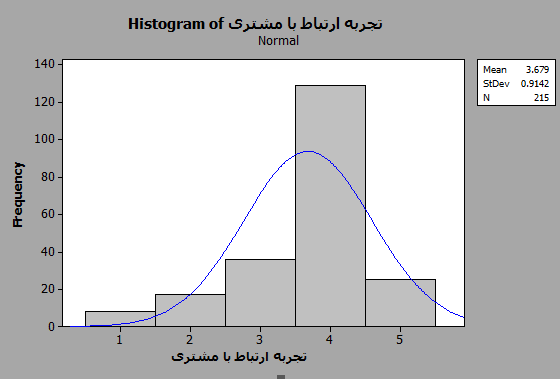 Histogram of تجربه ارتباط با مشتری
Normal
Mean 3.679
StDev 0.9142
N 215
140
120
100
80
60
40
20
0
Frequency
1 2 3 4 5
تجربه ارتباط با مشتری